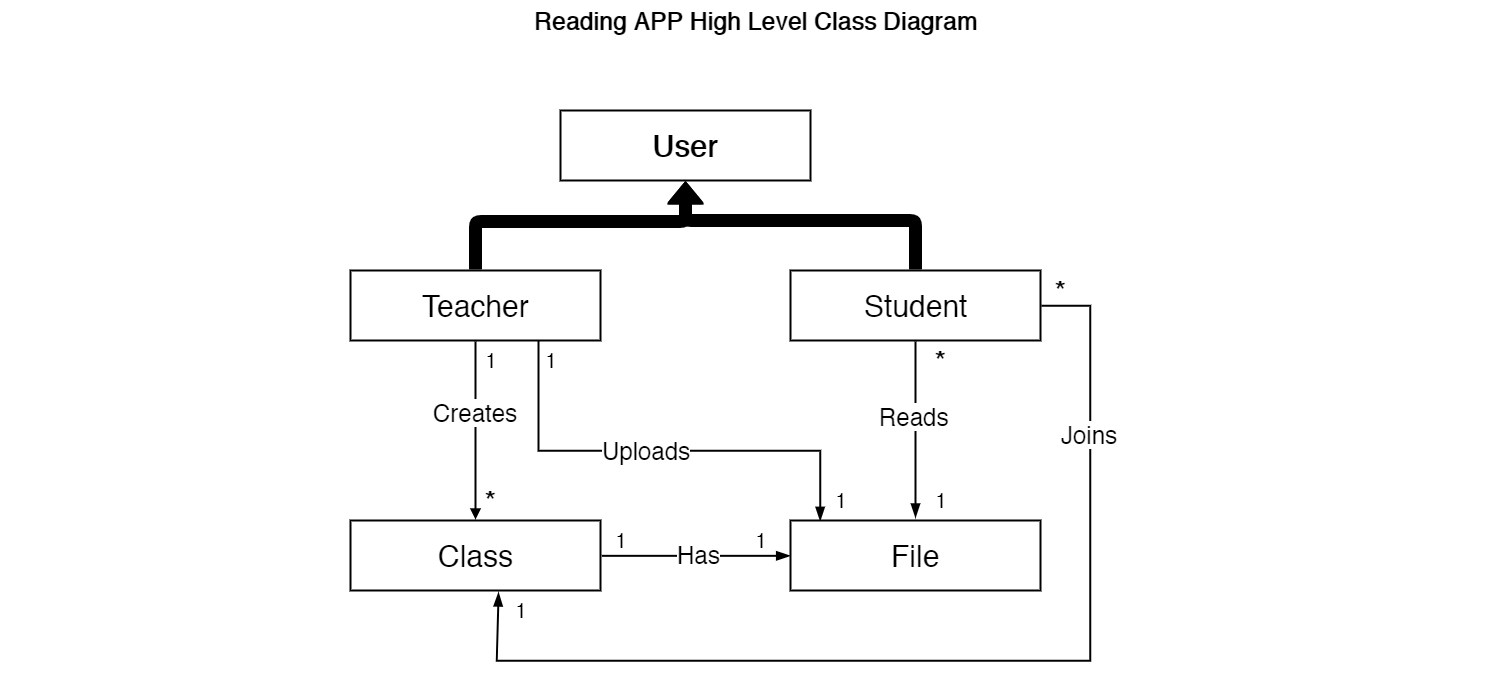 Reading APP High Level Class Diagram
User
Teacher
Student
*
1
1
*
Creates
Reads
Joins
Uploads
*
1
1
1
1
Class
Has
File
1